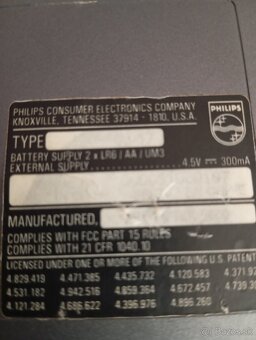 PHILIPS CONSUMER ELECTRONICS COMPANY
KNOXVILLE, TENNESSEE 37914 - 1810, U.S.A.
PHILIPS
TYPE
BATTERY SUPPLY 2 x LR6 / AA / UM3
EXTERNAL SUPPLY 4.5V 300mA
MANUFACTURED,
COMPLIES WITH FCC PART 15 RULES
COMPLIES WITH 21 CFR 1040.10
LICENSED UNDER ONE OR MORE OF THE FOLLOWING U.S. PATENT
4.829.419 4.471.385 4.435.732 4.120.583
4.531.182 4.942.516 4.859.364 4.672.457
4.121.284 4.686.622 4.396.976 4.896.260